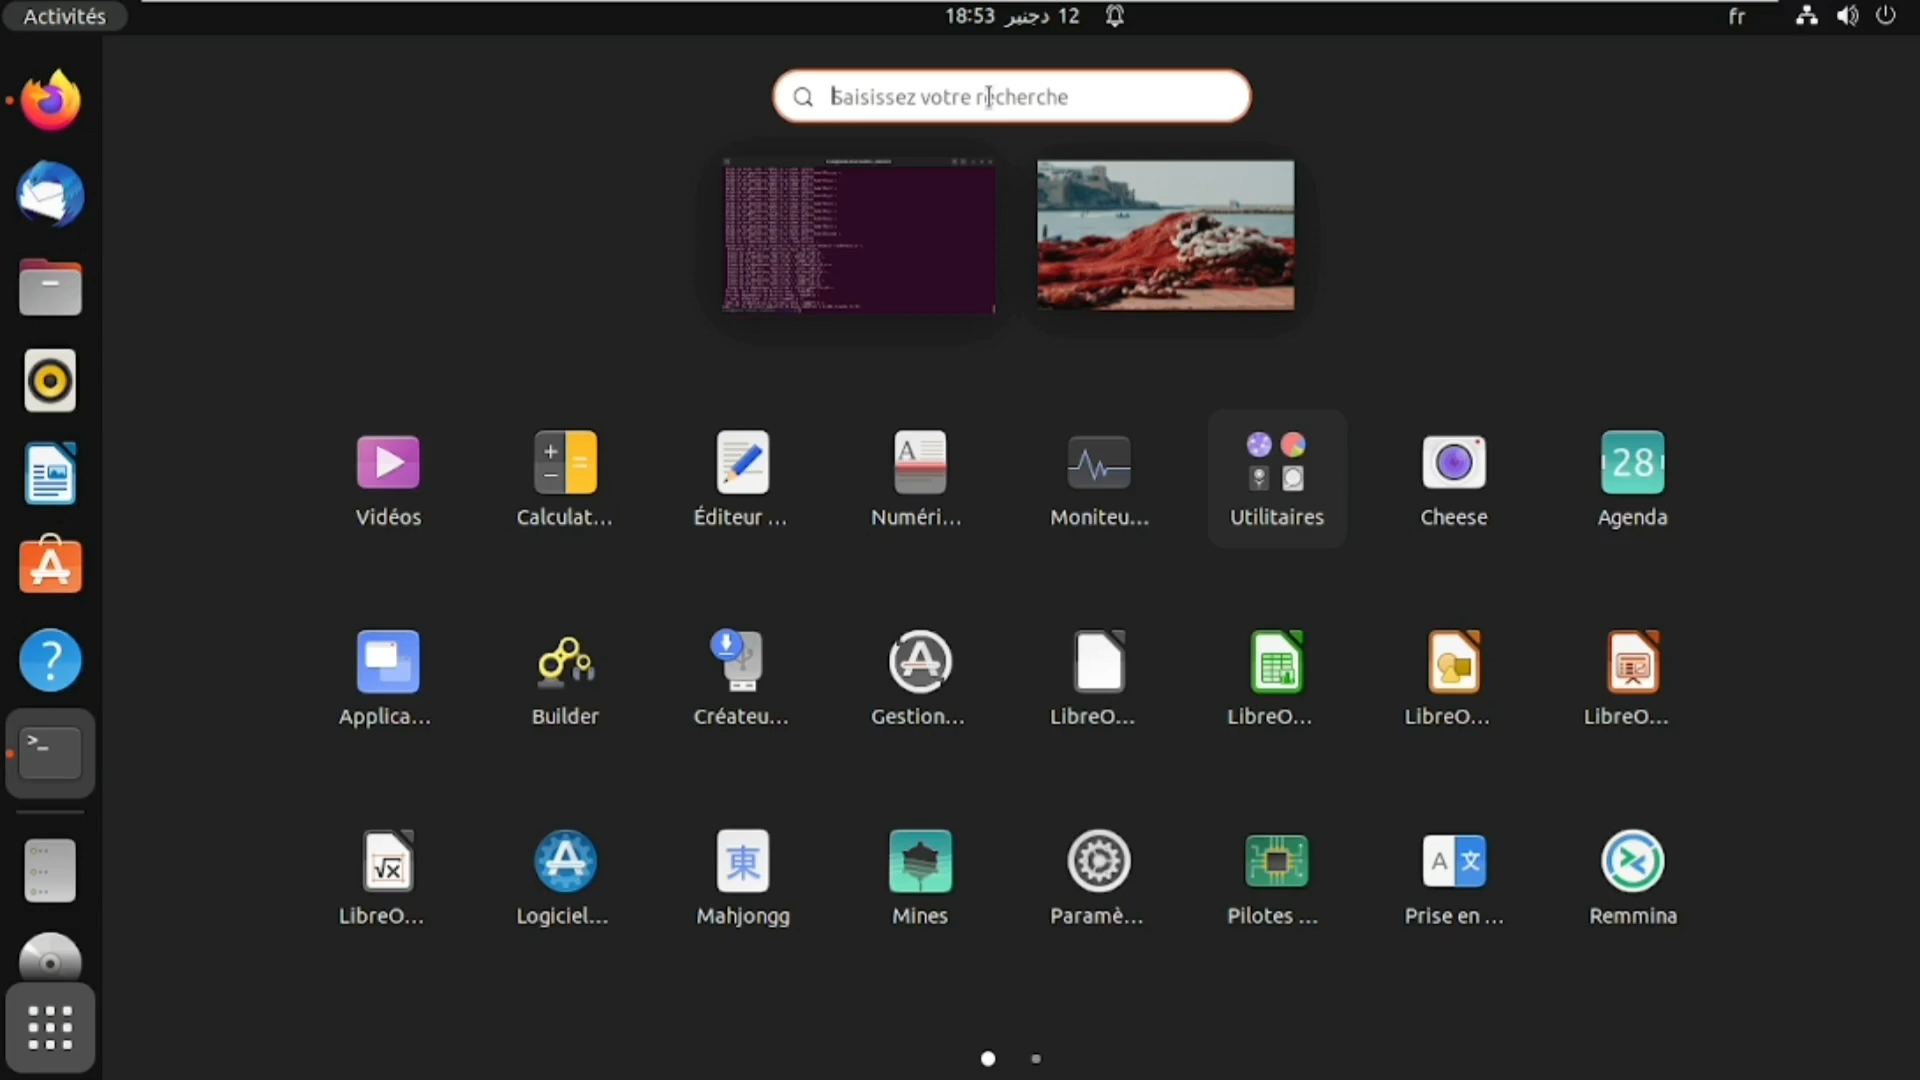 Activités
12 دجنبر 18:53
fr
Saisissez votre recherche
Vidéos
Calculat...
Éditeur ...
Numéri...
Moniteu...
Utilitaires
Cheese
28
Agenda
Applica...
Builder
Créateu...
Gestion...
LibreO...
LibreO...
LibreO...
LibreO...
LibreO...
Logiciel...
Mahjongg
Mines
Paramè...
Pilotes ...
Prise en ...
Remmina